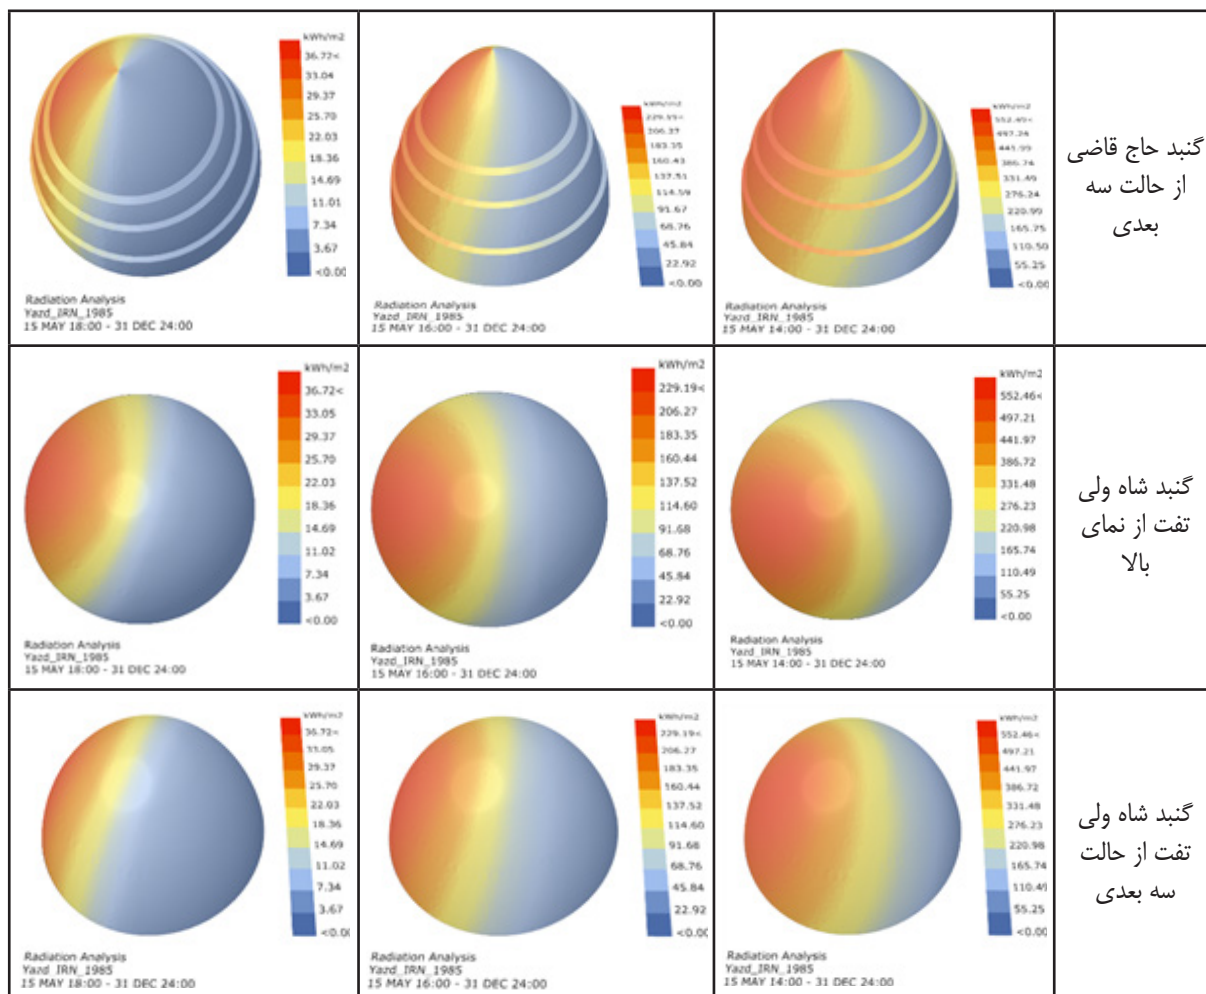 گنبد حاج قاضی
از حالت سه
بعدی
kWh/m2
552.49<
497.24
441.99
386.74
331.49
276.24
220.99
165.75
110.50
55.25
<0.00
Radiation Analysis
Yazd_IRN_1985
15 MAY 14:00 - 31 DEC 24:00
kWh/m2
229.19<
206.27
183.35
160.43
137.51
114.59
91.67
68.76
45.84
22.92
<0.00
Radiation Analysis
Yazd_IRN_1985
15 MAY 16:00 - 31 DEC 24:00
kWh/m2
36.72<
33.04
29.37
25.70
22.03
18.36
14.69
11.01
7.34
3.67
<0.00
Radiation Analysis
Yazd_IRN_1985
15 MAY 18:00 - 31 DEC 24:00
گنبد شاه ولی
تفت از نمای
بالا
kWh/m2
552.46<
497.21
441.97
386.72
331.48
276.23
220.98
165.74
110.49
55.25
<0.00
Radiation Analysis
Yazd_IRN_1985
15 MAY 14:00 - 31 DEC 24:00
kWh/m2
229.19<
206.27
183.35
160.44
137.52
114.60
91.68
68.76
45.84
22.92
<0.00
Radiation Analysis
Yazd_IRN_1985
15 MAY 16:00 - 31 DEC 24:00
kWh/m2
36.72<
33.05
29.37
25.70
22.03
18.36
14.69
11.02
7.34
3.67
<0.00
Radiation Analysis
Yazd_IRN_1985
15 MAY 18:00 - 31 DEC 24:00
گنبد شاه ولی
تفت از حالت
سه بعدی
kWh/m2
552.46<
497.21
441.97
386.72
331.48
276.23
220.98
165.74
110.49
55.25
<0.00
Radiation Analysis
Yazd_IRN_1985
15 MAY 14:00 - 31 DEC 24:00
kWh/m2
229.19<
206.27
183.35
160.44
137.52
114.60
91.68
68.76
45.84
22.92
<0.00
Radiation Analysis
Yazd_IRN_1985
15 MAY 16:00 - 31 DEC 24:00
kWh/m2
36.72<
33.05
29.37
25.70
22.03
18.36
14.69
11.02
7.34
3.67
<0.00
Radiation Analysis
Yazd_IRN_1985
15 MAY 18:00 - 31 DEC 24:00